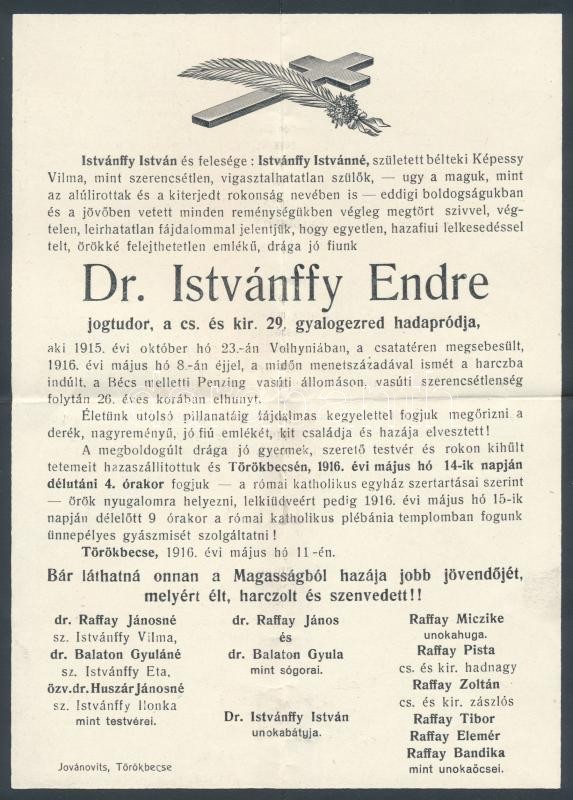 Istvánffy István és felesége : Istvánffy Istvánné, született bélteki Képessy
Vilma, mint szerencsétlen, vigasztalhatatlan szülők, — ugy a maguk, mint
az alúlirottak és a kiterjedt rokonság nevében is — eddigi boldogságukban
és a jövőben vetett minden reménységükben végleg megtört szivvel, vég-
telen, leirhatatlan fájdalommal jelentjük, hogy egyetlen, hazafiui lelkesedéssel
telt, örökké felejthetetlen emlékű, drága jó fiunk
Dr. Istvánffy Endre
jogtudor, a cs. és kir. 29. gyalogezred hadapródja,
aki 1915. évi október hó 23.-án Volhyniában, a csatatéren megsebesült,
1916. évi május hó 8.-án éjjel, a midőn menetszázadával ismét a harczba
indúlt, a Bécs melletti Penzing vasúti állomáson, vasúti szerencsétlenség
folytán 26. éves korában elhunyt.
Életünk utolsó pillanatáig fájdalmas kegyelettel fogjuk megőrizni a
derék, nagyreményű, jó fiú emlékét, kit családja és hazája elvesztett!
A megboldogúlt drága jó gyermek, szerető testvér és rokon kihűlt
tetemeit hazaszállitottuk és Törökbecsén, 1916. évi május hó 14-ik napján
délutáni 4. órakor fogjuk — a római katholikus egyház szertartásai szerint
— örök nyugalomra helyezni, lelkiüdveért pedig 1916. évi május hó 15-ik
napján délelőtt 9 órakor a római katholikus plébánia templomban fogunk
ünnepélyes gyászmisét szolgáltatni !
Törökbecse, 1916. évi május hó 11-én.
Bár láthatná onnan a Magasságból hazája jobb jövendőjét,
melyért élt, harczolt és szenvedett!!
dr. Raffay Jánosné
sz. Istvánffy Vilma,
dr. Balaton Gyuláné
sz. Istvánffy Eta,
özv. dr. Huszár Jánosné
sz. Istvánffy Ilonka
mint testvérei.
dr. Raffay János
és
dr. Balaton Gyula
mint sógorai.
Dr. Istvánffy István
unokabátyja.
Raffay Miczike
unokahuga.
Raffay Pista
cs. és kir. hadnagy
Raffay Zoltán
cs. és kir. zászlós
Raffay Tibor
Raffay Elemér
Raffay Bandika
mint unokaöcsei.
Jovánovits, Törökbecse